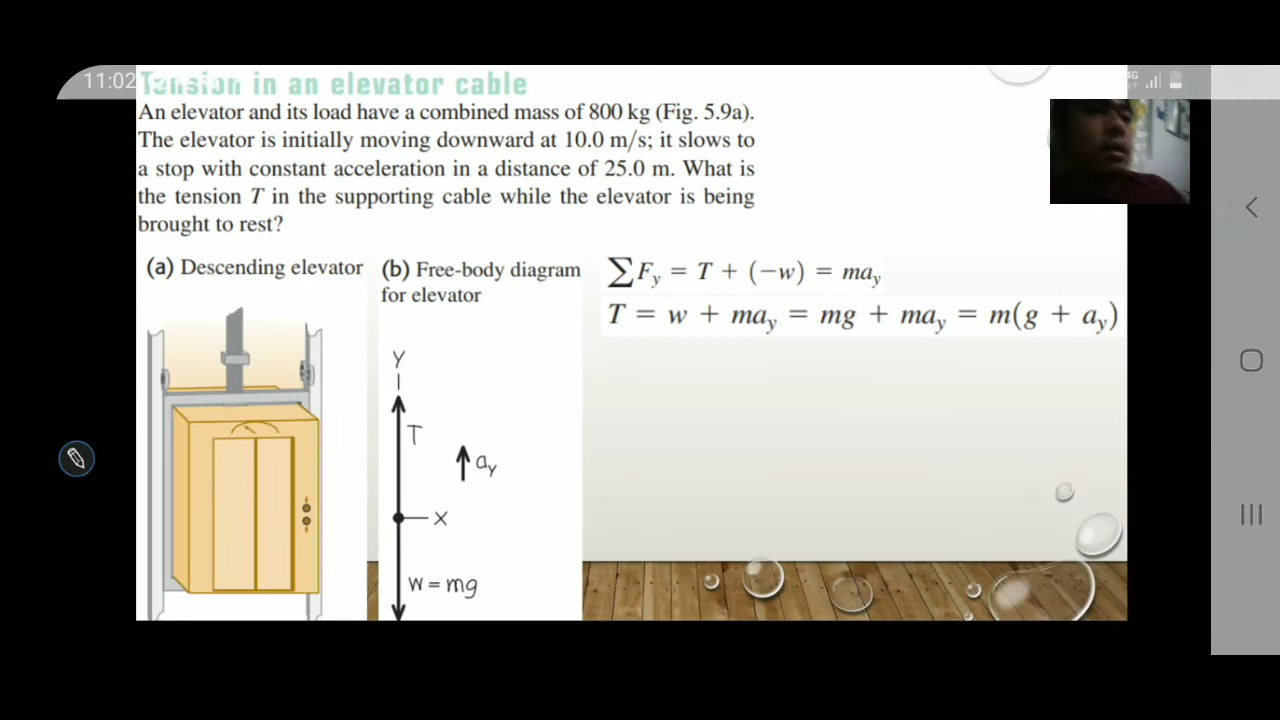 11:02
Tension in an elevator cable
An elevator and its load have a combined mass of 800 kg (Fig. 5.9a).
The elevator is initially moving downward at 10.0 m/s; it slows to
a stop with constant acceleration in a distance of 25.0 m. What is
the tension T in the supporting cable while the elevator is being
brought to rest?
(a) Descending elevator
(b) Free-body diagram
for elevator
∑F_y = T + (−w) = ma_y
T = w + ma_y = mg + ma_y = m(g + a_y)
y
T
a_y
x
w = mg
4G